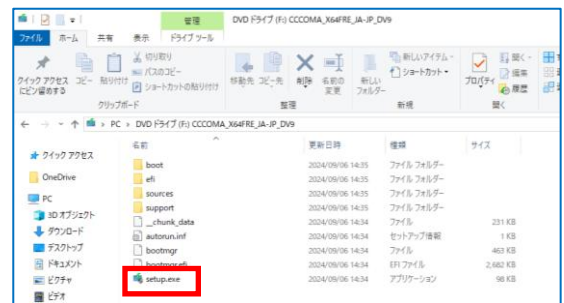 管理
DVD ドライブ (F:) CCCOMA_X64FRE_JA-JP_DV9
ファイル ホーム 共有 表示 ドライブ ツール
クイック アクセス
にピン留めする
コピー
貼り付け
切り取り
パスのコピー
ショートカットの貼り付け
移動先
コピー先
削除
名前の
変更
新しい
フォルダー
新しいアイテム
ショートカット
プロパティ
開く
編集
履歴
クリップボード 整理 新規 開く
PC > DVD ドライブ (F:) CCCOMA_X64FRE_JA-JP_DV9
名前 更新日時 種類 サイズ
クイック アクセス
OneDrive
PC
3D オブジェクト
ダウンロード
デスクトップ
ドキュメント
ピクチャ
ビデオ
boot 2024/09/06 14:35 ファイル フォルダー
efi 2024/09/06 14:35 ファイル フォルダー
sources 2024/09/06 14:35 ファイル フォルダー
support 2024/09/06 14:35 ファイル フォルダー
__chunk_data 2024/09/06 14:34 ファイル 231 KB
autorun.inf 2024/09/06 14:34 セットアップ情報 1 KB
bootmgr 2024/09/06 14:34 ファイル 463 KB
bootmgr.efi 2024/09/06 14:34 EFI ファイル 2,682 KB
setup.exe 2024/09/06 14:34 アプリケーション 98 KB